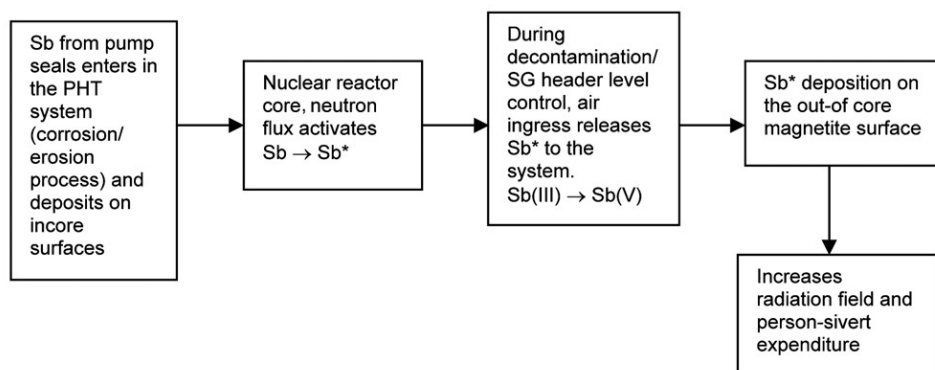 Sb from pump
seals enters in
the PHT
system
(corrosion/
erosion
process) and
deposits on
incore
surfaces
Nuclear reactor
core, neutron
flux activates
Sb → Sb*
During
decontamination/
SG header level
control, air
ingress releases
Sb* to the
system.
Sb(III) → Sb(V)
Sb* deposition on
the out-of core
magnetite surface
Increases
radiation field and
person-sivert
expenditure